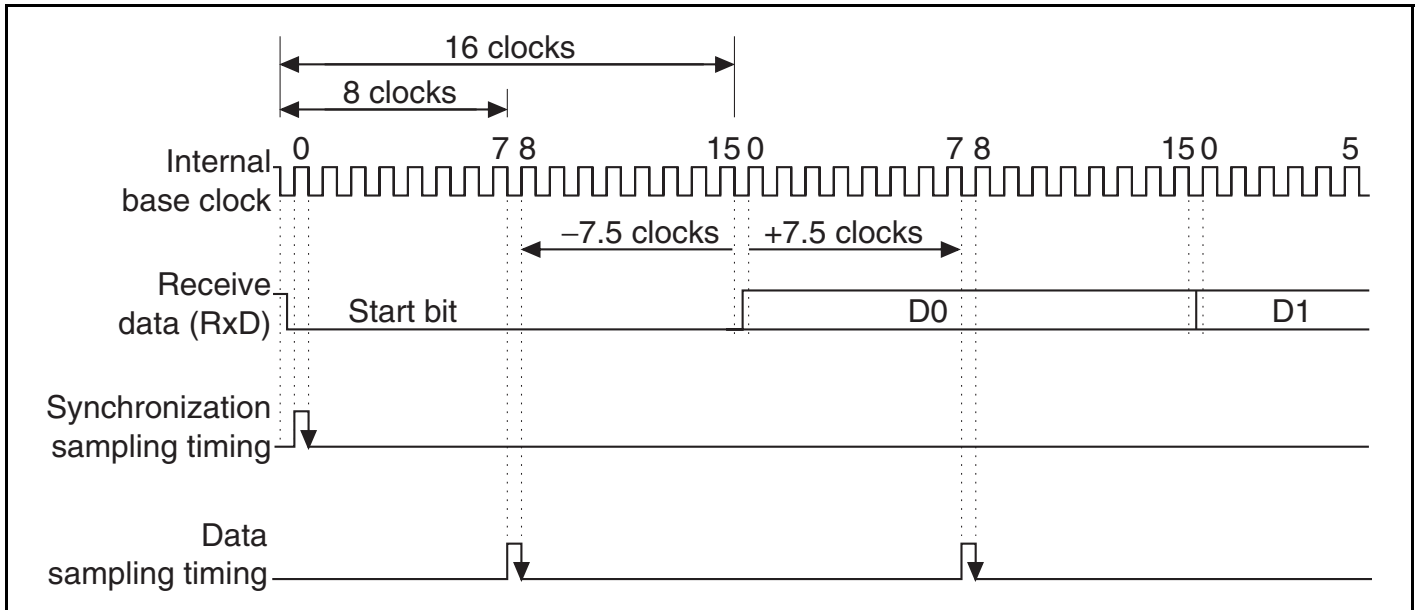 16 clocks
8 clocks
0 7 8 15 0 7 8 15 0 5
Internal
base clock
–7.5 clocks +7.5 clocks
Receive
data (RxD)
Start bit D0 D1
Synchronization
sampling timing
Data
sampling timing